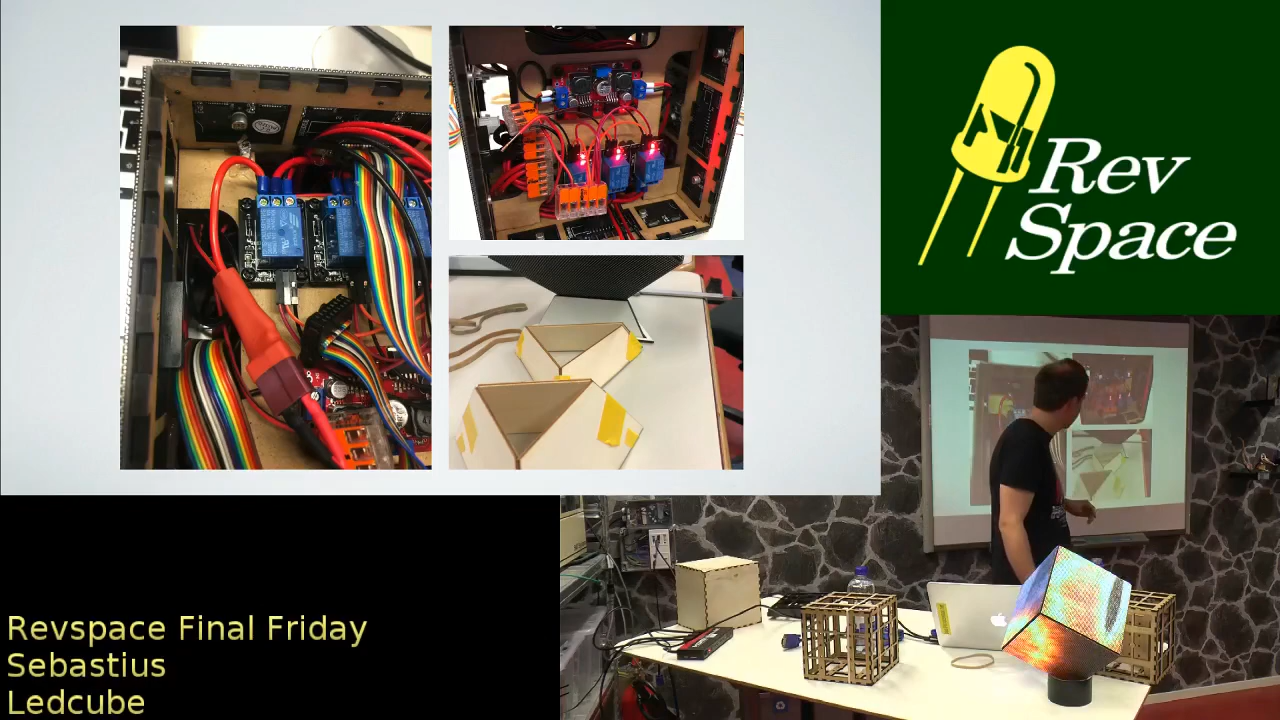 Rev
Space
Revspace Final Friday
Sebastius
Ledcube